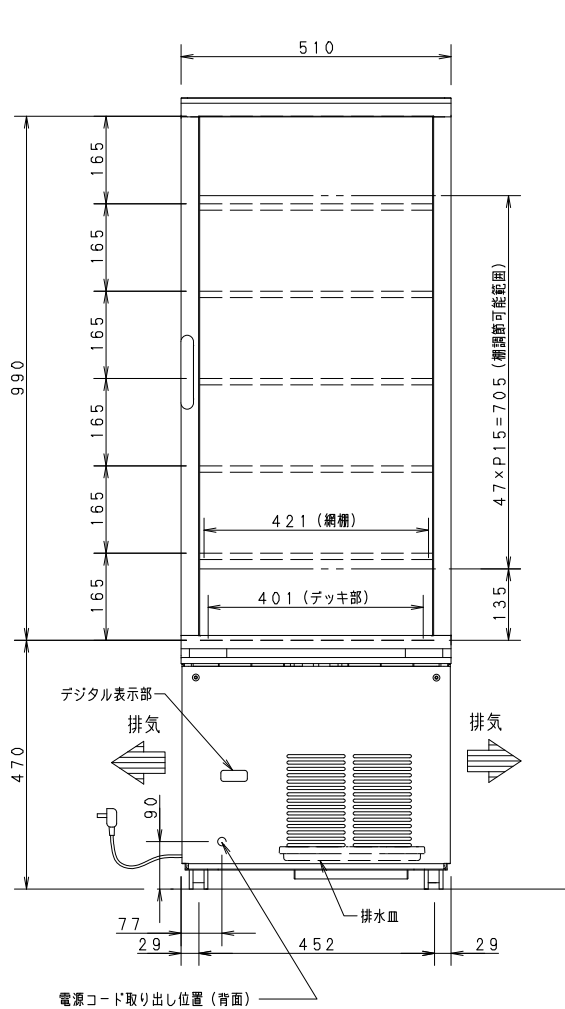 510
165
165
165
165
165
165
990
47×P15=705(棚調節可能範囲)
421(網棚)
401(デッキ部)
135
デジタル表示部
排気
排気
470
90
排水皿
77
29
452
29
電源コード取り出し位置(背面)